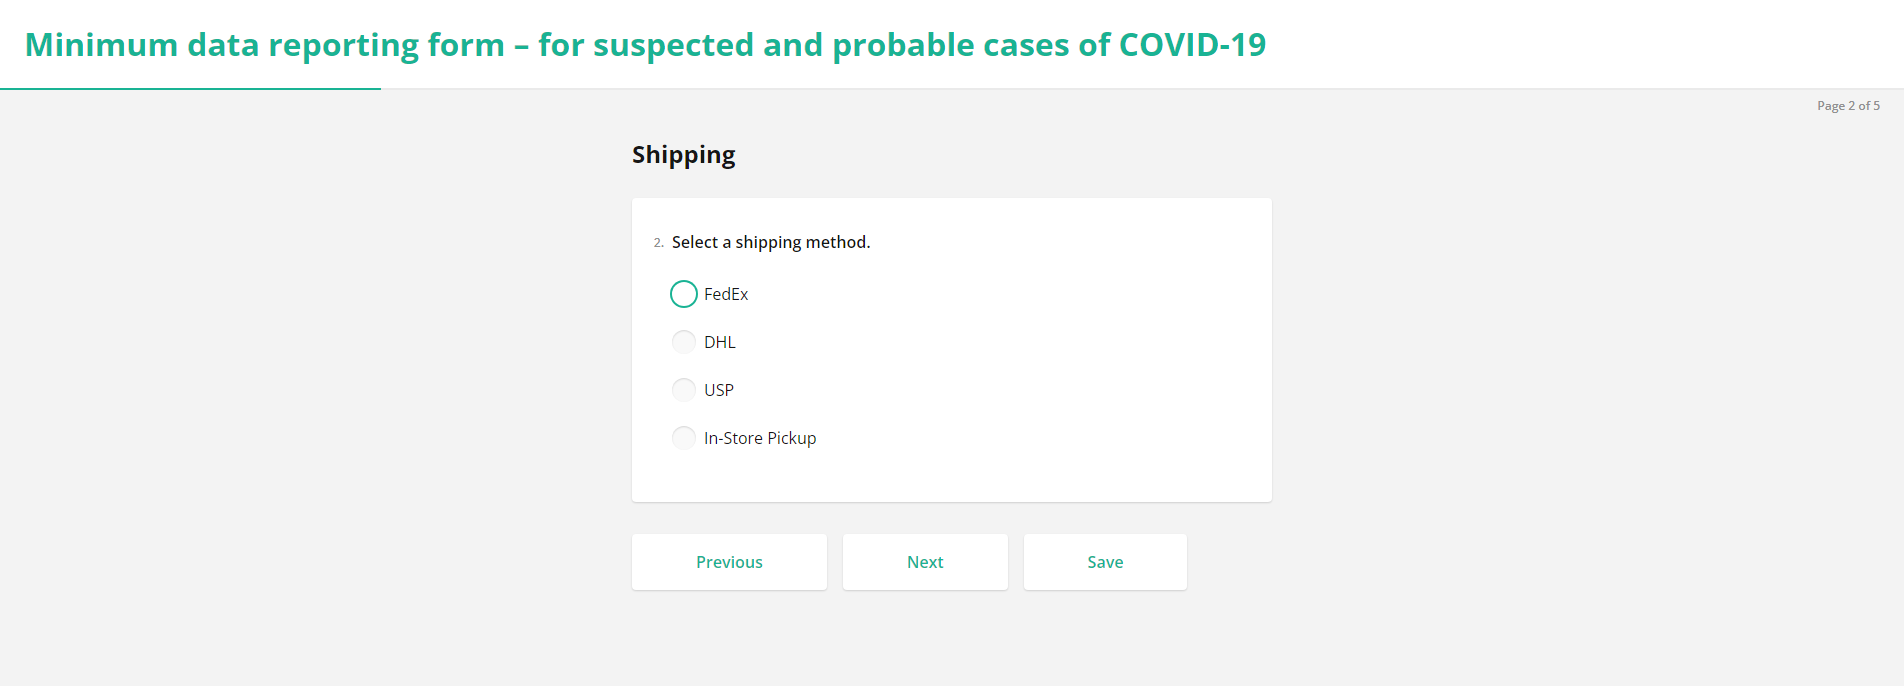 Minimum data reporting form – for suspected and probable cases of COVID-19
Page 2 of 5
Shipping
2. Select a shipping method.
FedEx
DHL
USP
In-Store Pickup
Previous Next Save